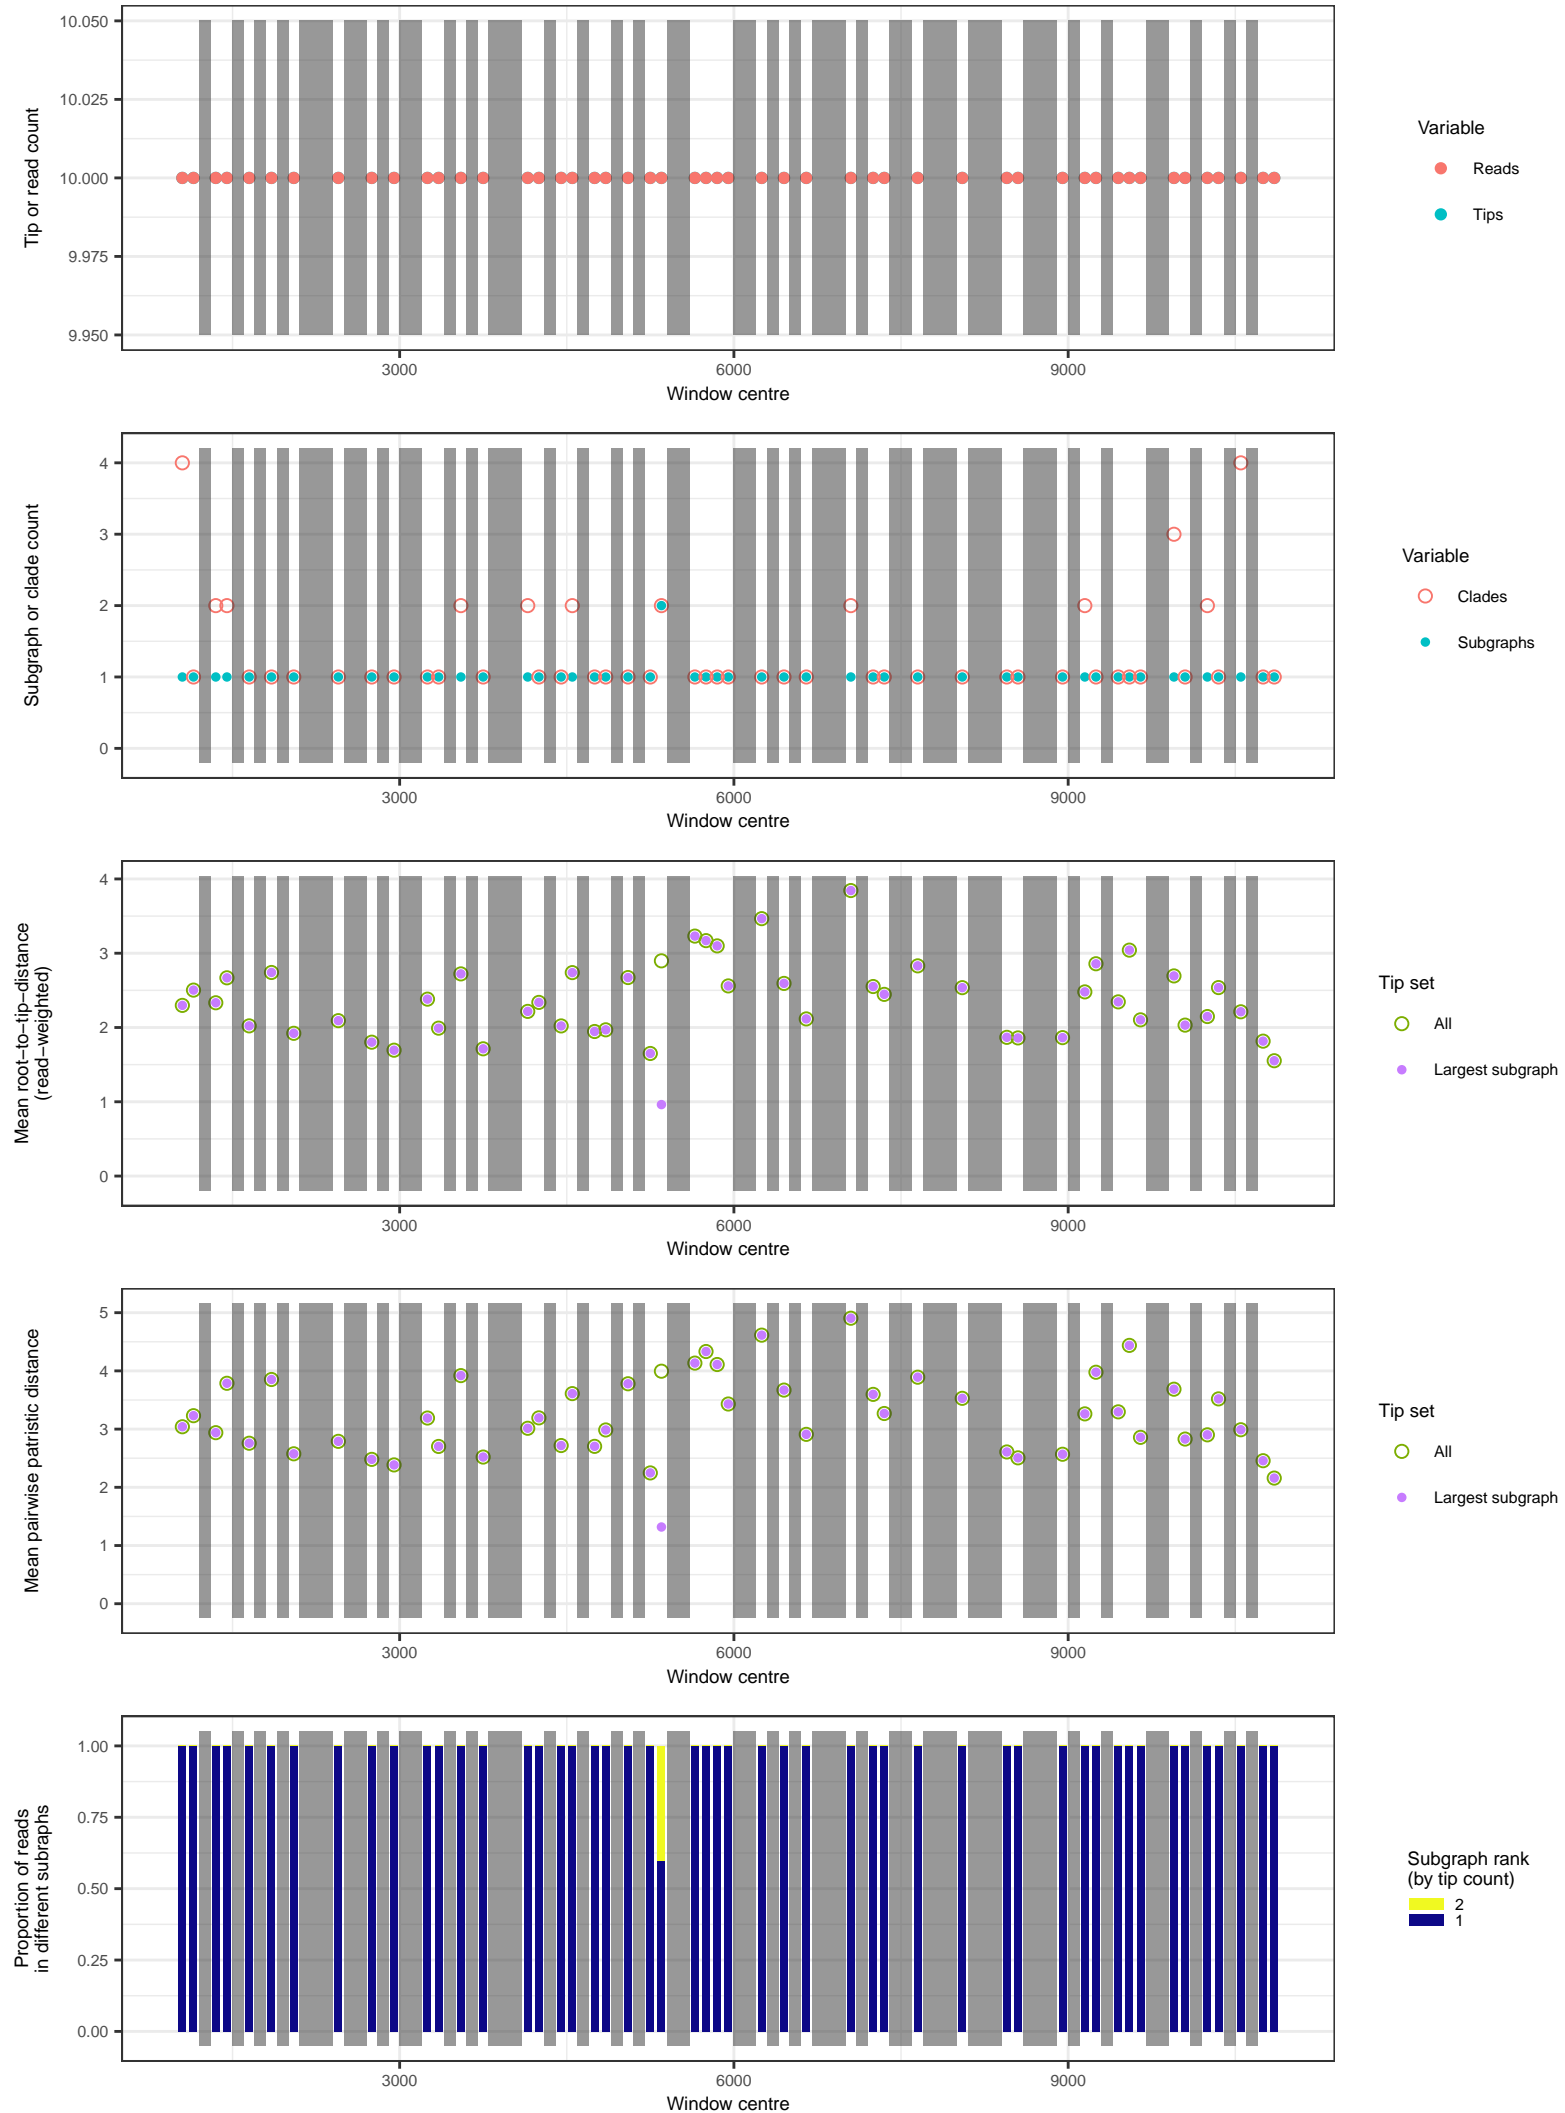 Tip or read count
10.050
10.025
10.000
9.975
9.950
3000
6000
9000
Window centre
Variable
Reads
Tips
Subgraph or clade count
4
3
2
1
0
3000
6000
9000
Window centre
Variable
Clades
Subgraphs
Mean root−to−tip−distance
(read−weighted)
4
3
2
1
0
3000
6000
9000
Window centre
Tip set
All
Largest subgraph
Mean pairwise patristic distance
5
4
3
2
1
0
3000
6000
9000
Window centre
Tip set
All
Largest subgraph
Proportion of reads
in different subraphs
1.00
0.75
0.50
0.25
0.00
3000
6000
9000
Window centre
Subgraph rank
(by tip count)
2
1